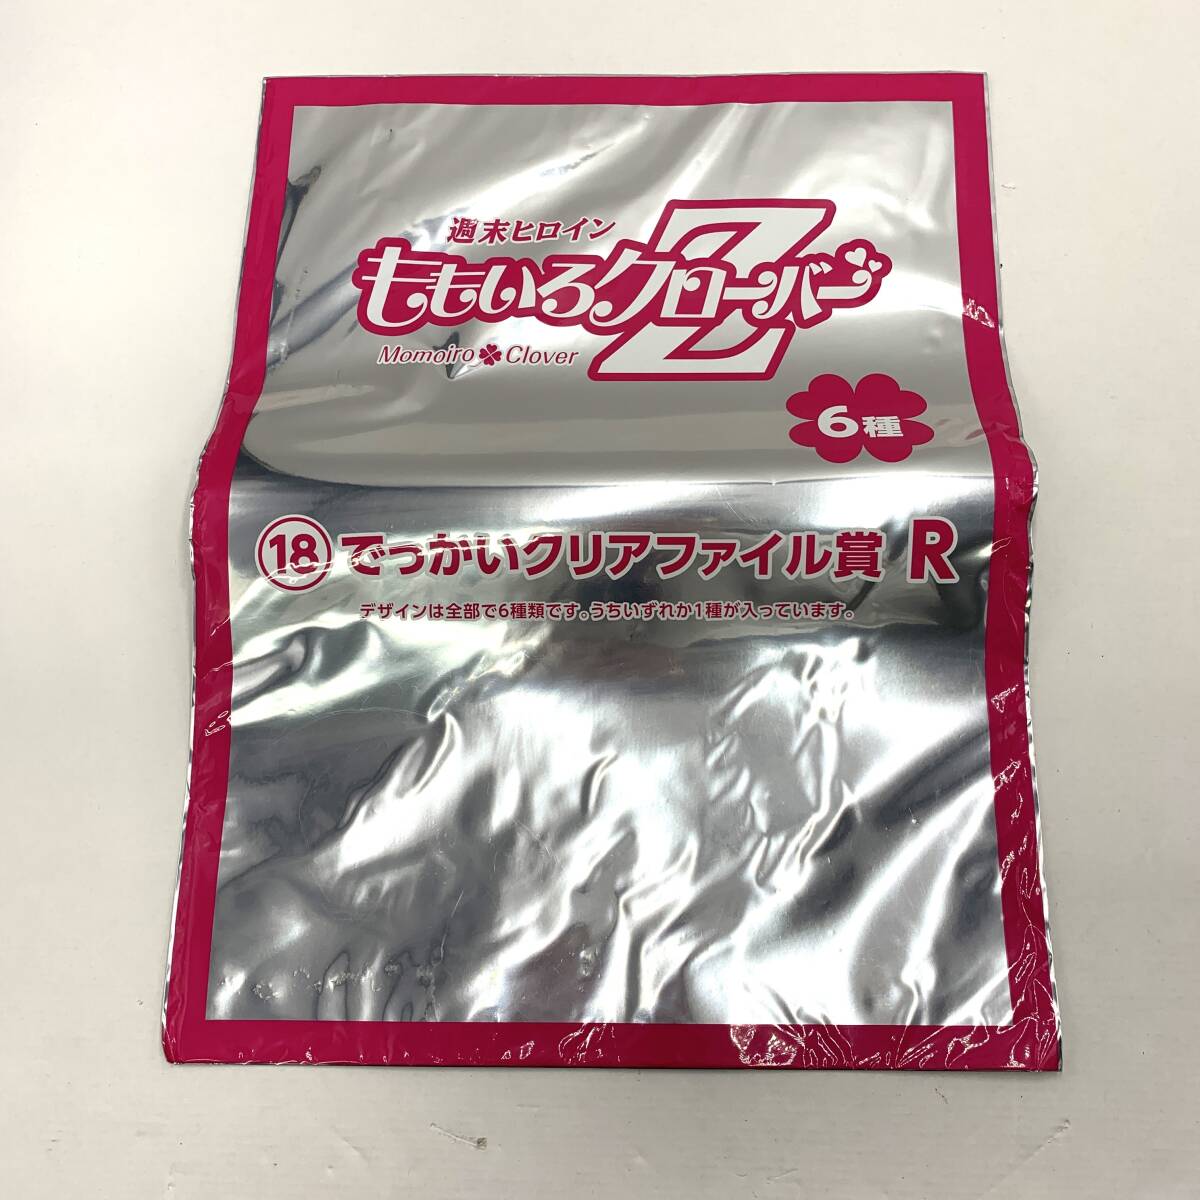 週末ヒロイン
ももいろクローバーZ
Momoiro Clover
6種
⑱ でっかいクリアファイル賞 R
デザインは全部で6種類です。うちいずれか1種が入っています。